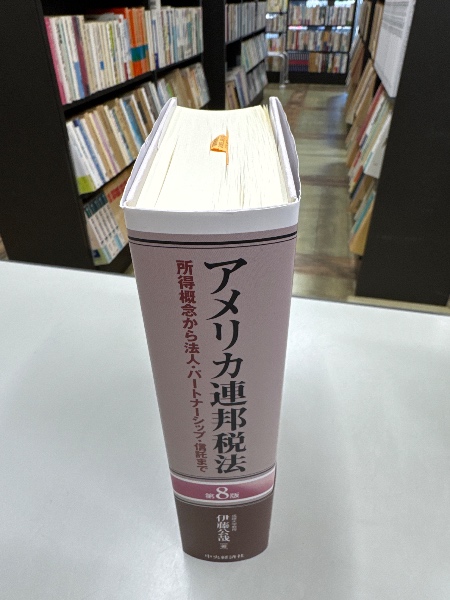 アメリカ連邦税法
所得概念から法人・パートナーシップ・信託まで
第8版
伊藤公哉 著
中央経済社